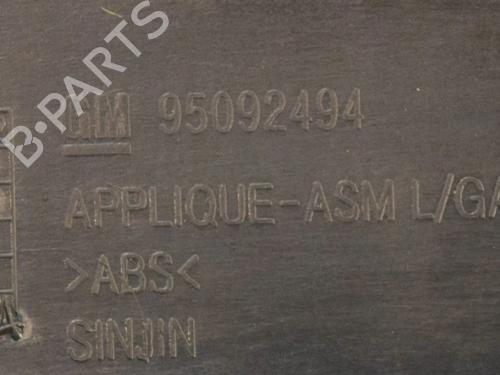 B-PARTS
GM 95092494
APPLIQUE-ASM L/GA
>ABS<
SINJIN